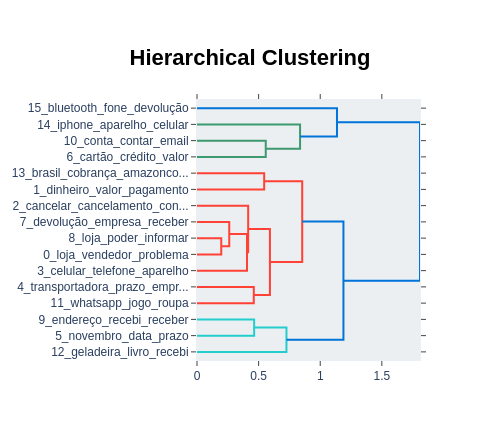 Hierarchical Clustering
15_bluetooth_fone_devolução
14_iphone_aparelho_celular
10_conta_contar_email
6_cartão_crédito_valor
13_brasil_cobrança_amazonco...
1_dinheiro_valor_pagamento
2_cancelar_cancelamento_con...
7_devolução_empresa_receber
8_loja_poder_informar
0_loja_vendedor_problema
3_celular_telefone_aparelho
4_transportadora_prazo_empr...
11_whatsapp_jogo_roupa
9_endereço_recebi_receber
5_novembro_data_prazo
12_geladeira_livro_recebi
0 0.5 1 1.5